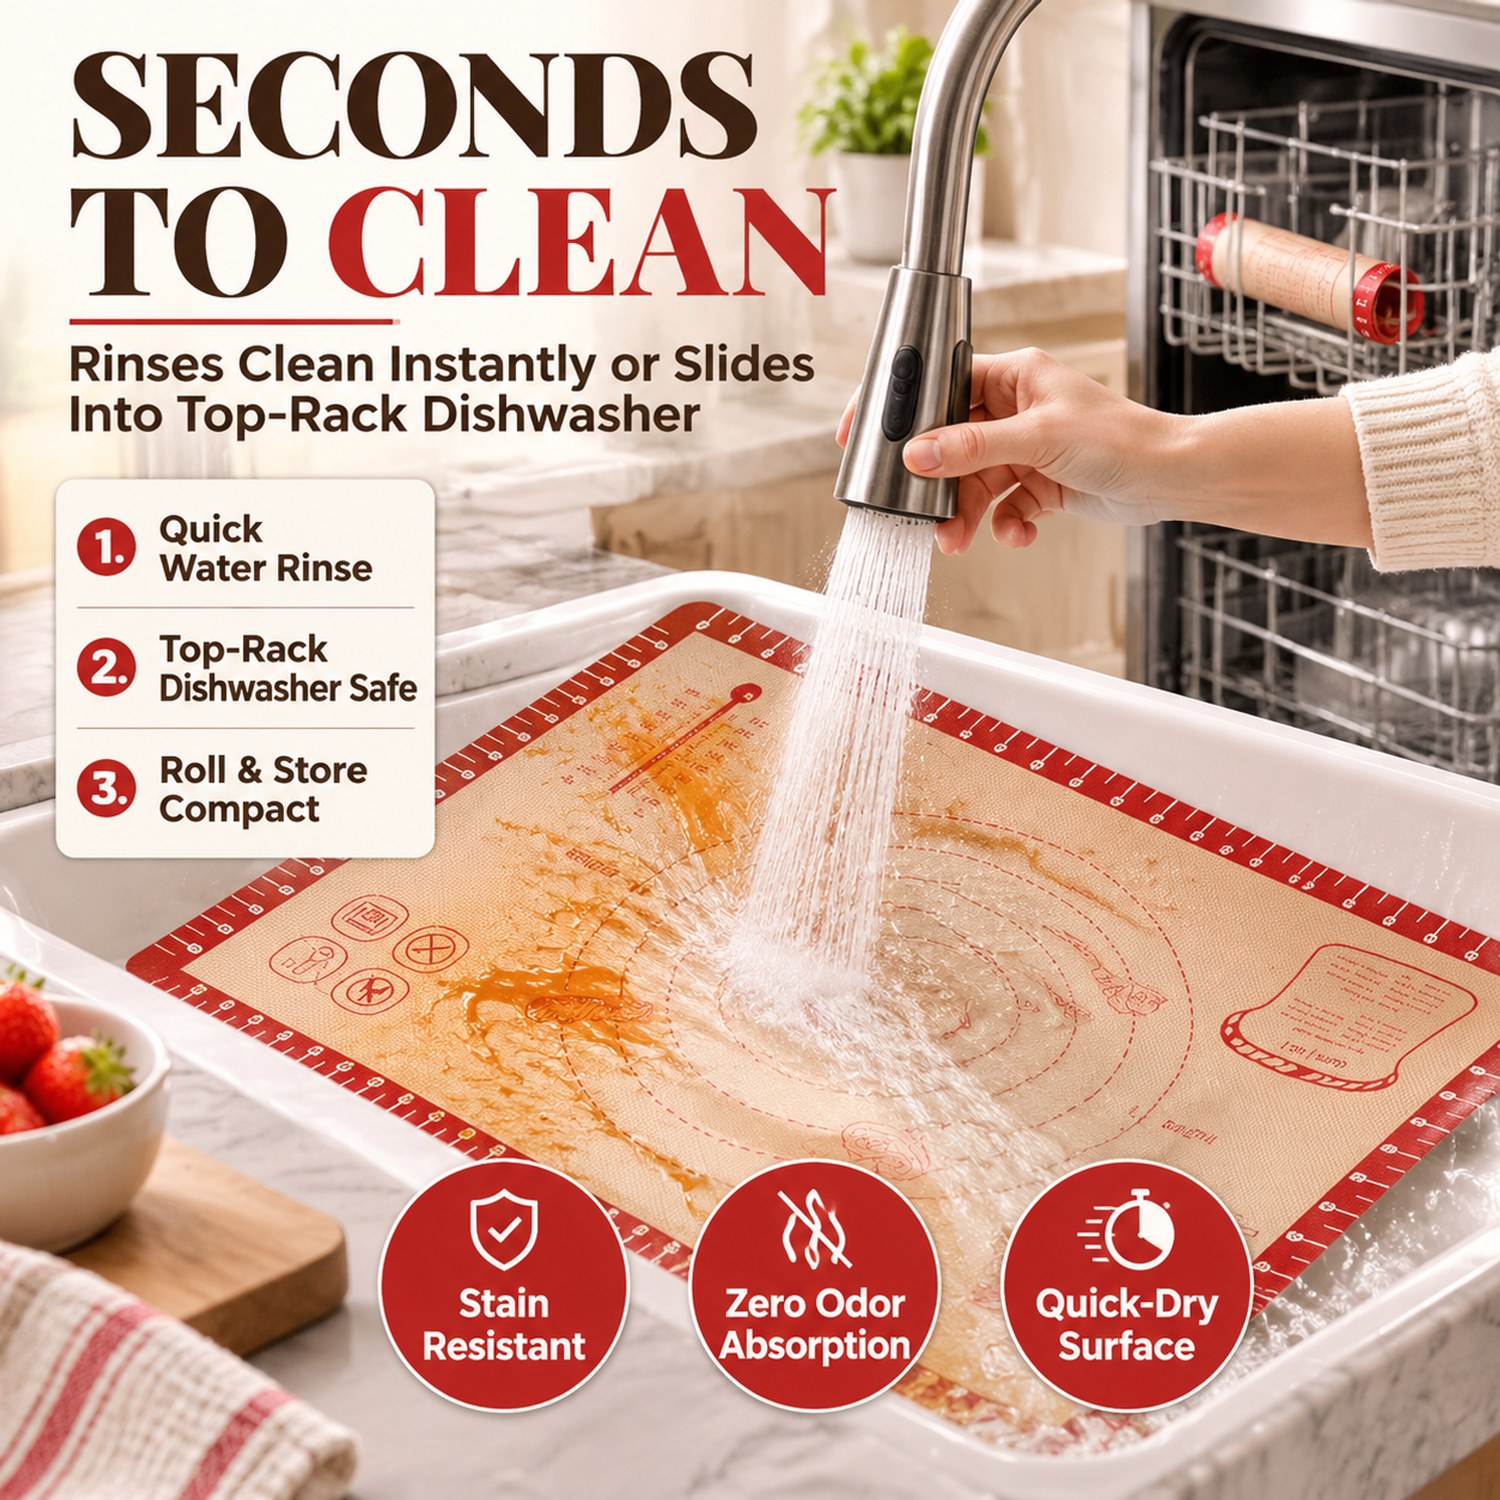 SECONDS
TO CLEAN
Rinses Clean Instantly or Slides
Into Top-Rack Dishwasher
1. Quick
Water Rinse
2. Top-Rack
Dishwasher Safe
3. Roll & Store
Compact
Stain
Resistant
Zero Odor
Absorption
Quick-Dry
Surface